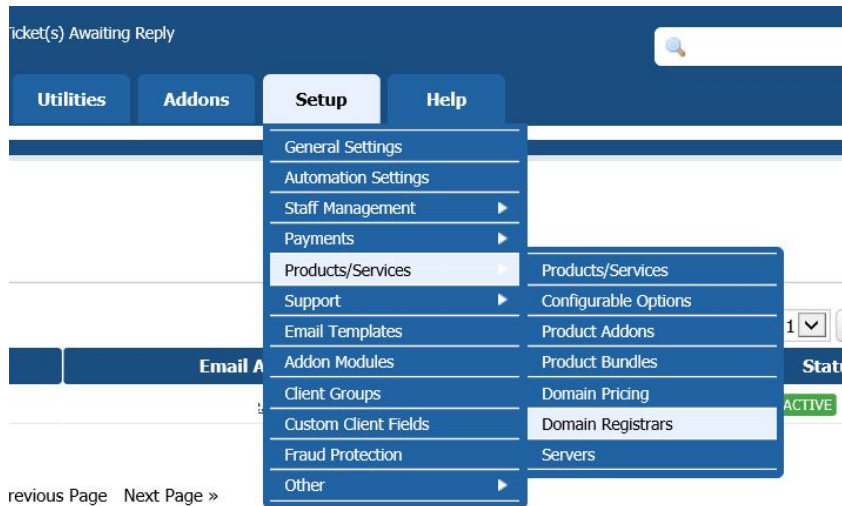 Ticket(s) Awaiting Reply
Utilities Addons Setup Help
General Settings
Automation Settings
Staff Management
Payments
Products/Services
Support
Email Templates
Addon Modules
Client Groups
Custom Client Fields
Fraud Protection
Other
Products/Services
Configurable Options
Product Addons
Product Bundles
Domain Pricing
Domain Registrars
Servers
1
Email A
Stat
ACTIVE
revious Page Next Page »